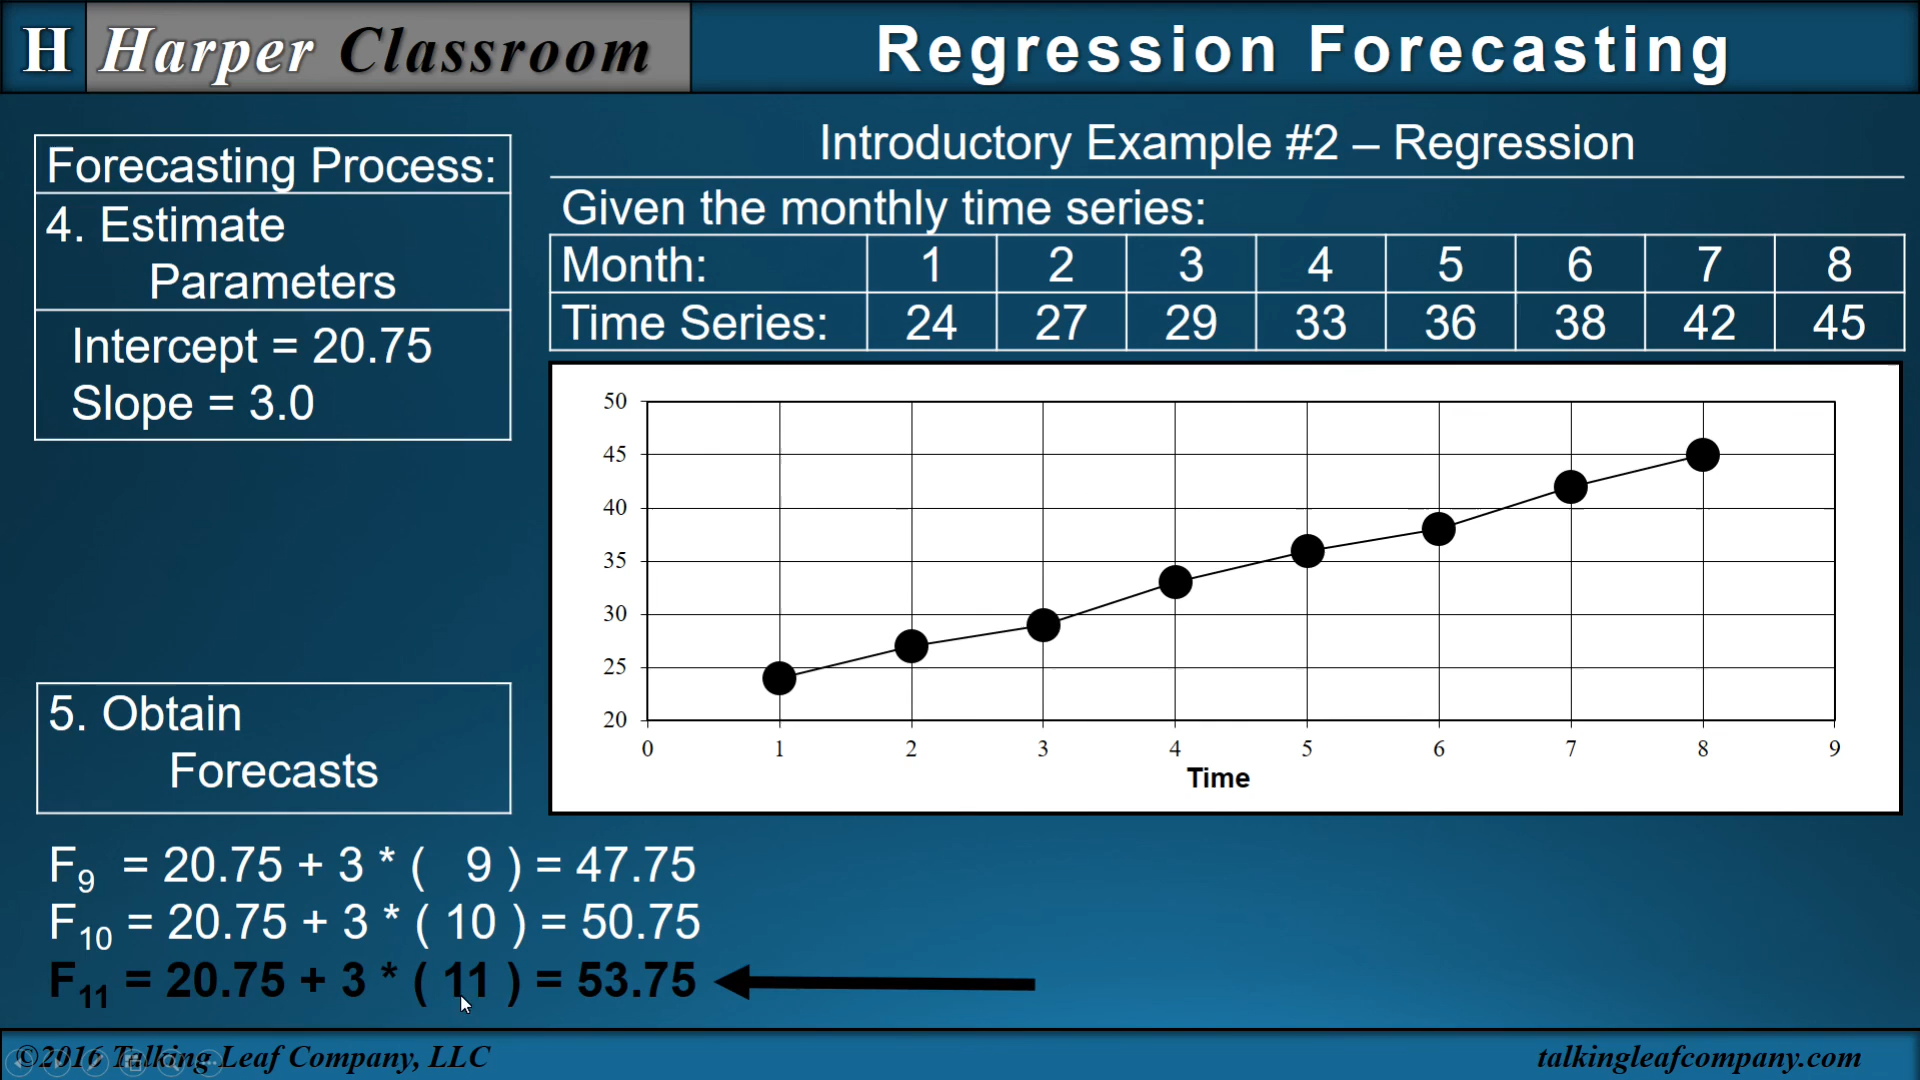 H Harper Classroom
Regression Forecasting
Forecasting Process:
4. Estimate
Parameters
Intercept = 20.75
Slope = 3.0
Introductory Example #2 – Regression
Given the monthly time series:
Month: 1 2 3 4 5 6 7 8
Time Series: 24 27 29 33 36 38 42 45
50
45
40
35
30
25
20
0 1 2 3 4 5 6 7 8 9
Time
5. Obtain
Forecasts
F9 = 20.75 + 3 * ( 9 ) = 47.75
F10 = 20.75 + 3 * ( 10 ) = 50.75
F11 = 20.75 + 3 * ( 11 ) = 53.75
©2016 Talking Leaf Company, LLC
talkingleafcompany.com